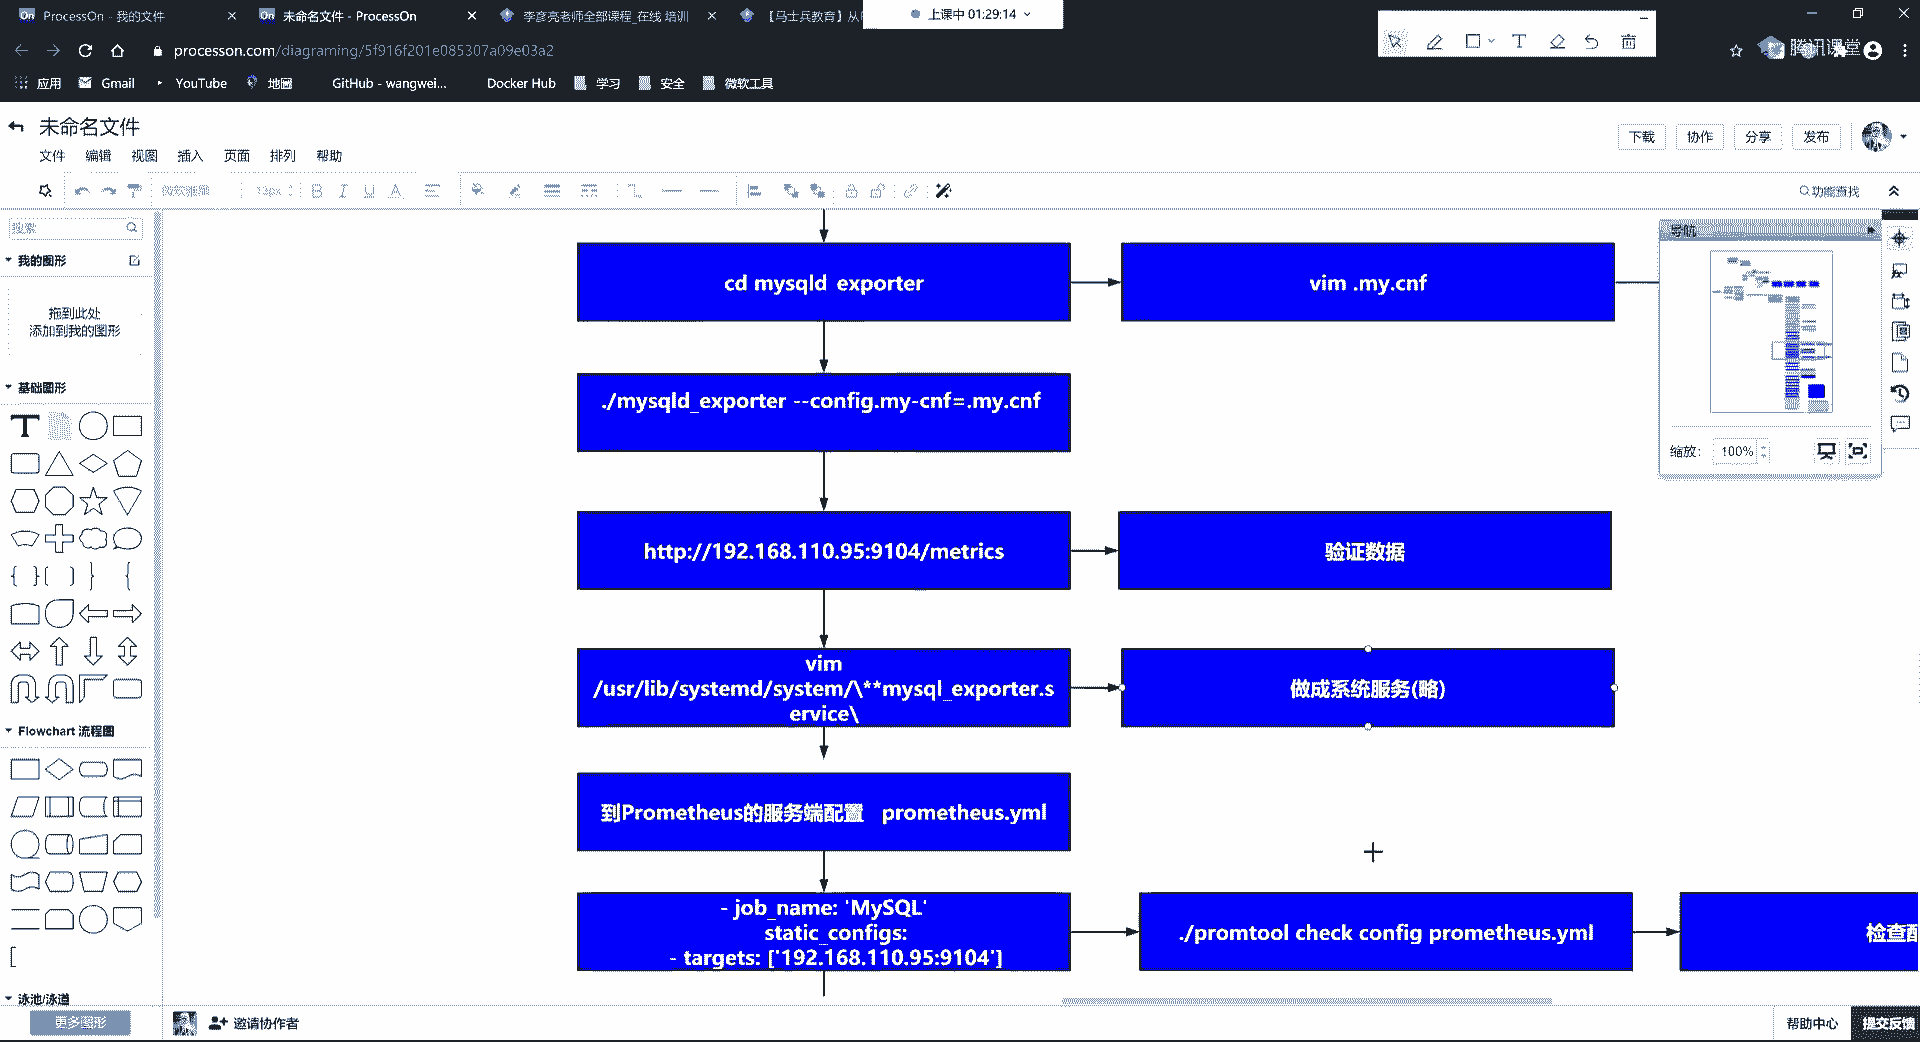 ProcessOn - 我的文件
未命名文件 - ProcessOn
李彦亮老师全部课程_在线 培训
【马士兵教育】从
上课中 01:29:14
processon.com/diagraming/5f916f201e085307a09e03a2
腾讯课堂
应用
Gmail
YouTube
地图
GitHub - wangwei...
Docker Hub
学习
安全
微软工具
未命名文件
下载
协作
分享
发布
文件
编辑
视图
插入
页面
排列
帮助
13px
功能查找
搜索
我的图形
拖到此处
添加到我的图形
基础图形
Flowchart 流程图
泳池/泳道
更多图形
导航
缩放:
100%
cd mysqld_exporter
vim .my.cnf
./mysqld_exporter --config.my-cnf=.my.cnf
http://192.168.110.95:9104/metrics
验证数据
vim
/usr/lib/systemd/system/\**mysql_exporter.s
ervice\
做成系统服务(略)
到Prometheus的服务端配置 prometheus.yml
- job_name: 'MySQL'
static_configs:
- targets: ['192.168.110.95:9104']
./promtool check config prometheus.yml
检查配
邀请协作者
帮助中心
提交反馈